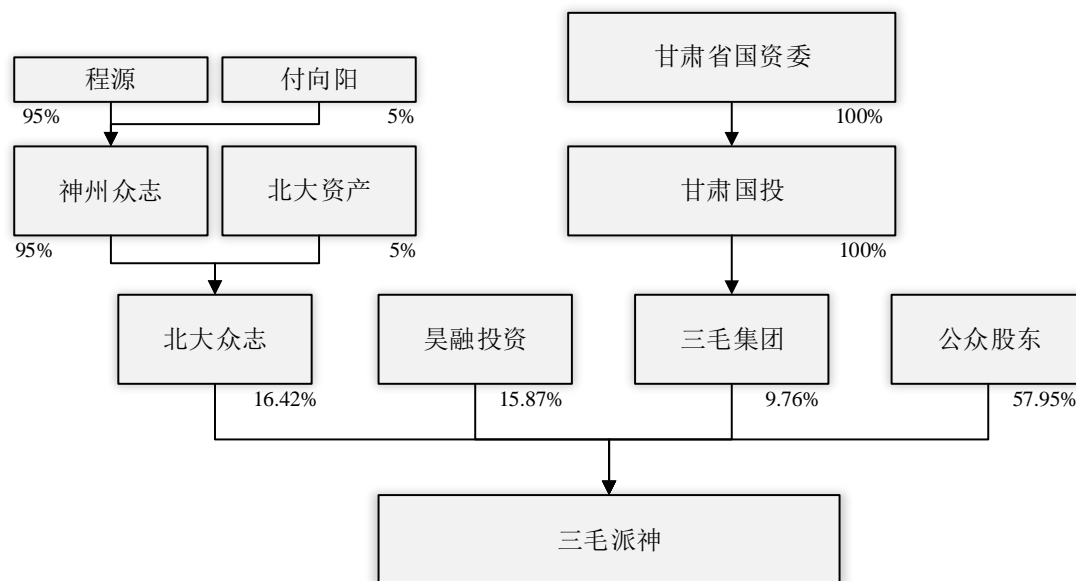 甘肃省国资委
程源
付向阳
95%
5%
100%
神州众志
北大资产
甘肃国投
95%
5%
100%
北大众志
昊融投资
三毛集团
公众股东
16.42%
15.87%
9.76%
57.95%
三毛派神